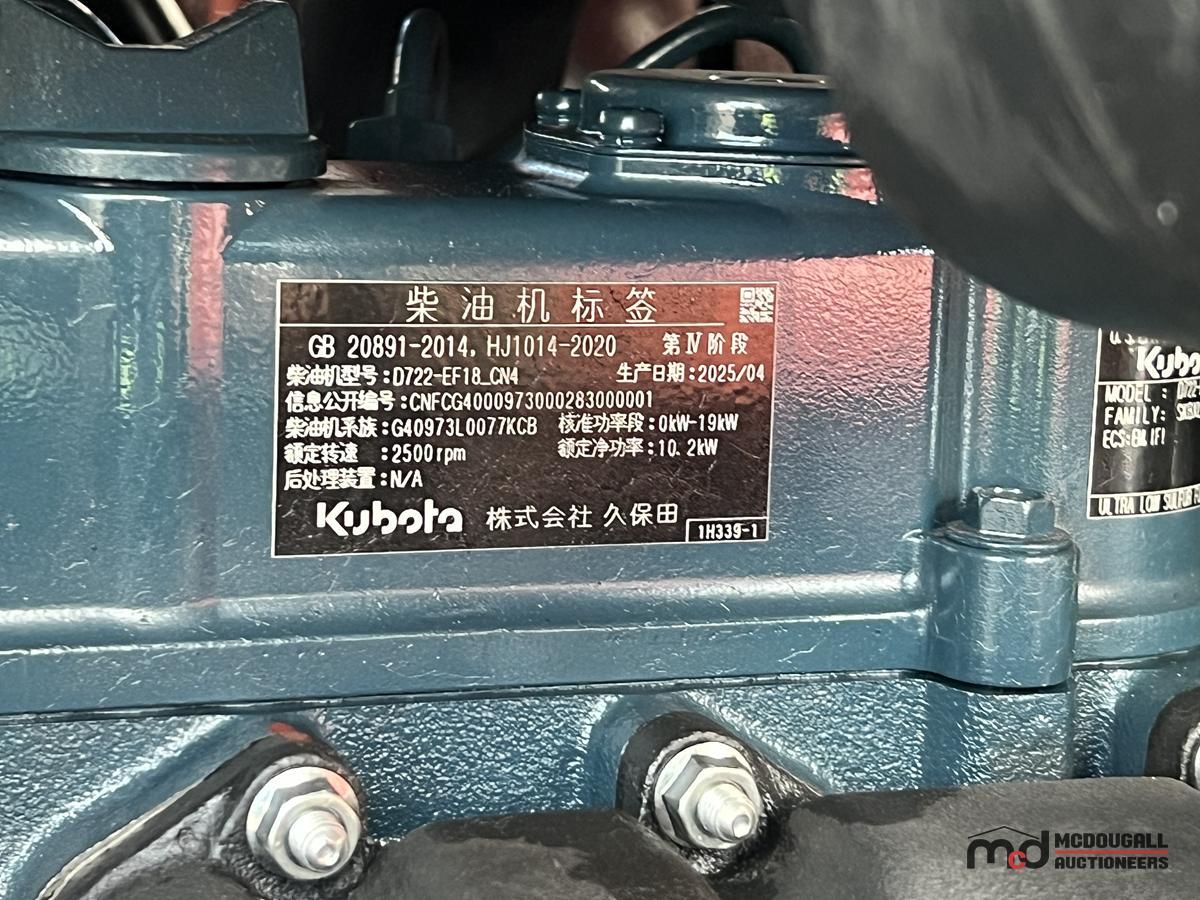 柴油机标签
GB 20891-2014, HJ1014-2020 第Ⅳ阶段
柴油机型号:D722-EF18_CN4 生产日期:2025/04
信息公开编号:CNFCG4000973000283000001
柴油机系族:G40973L0077KCB 核准功率段:0kW-19kW
额定转速 :2500rpm 额定净功率:10.2kW
后处理装置:N/A
Kubota 株式会社 久保田
1H339-1
MODEL :
FAMILY:
ULTRA LOW SULFUR
mcd MCDOUGALL
AUCTIONEERS